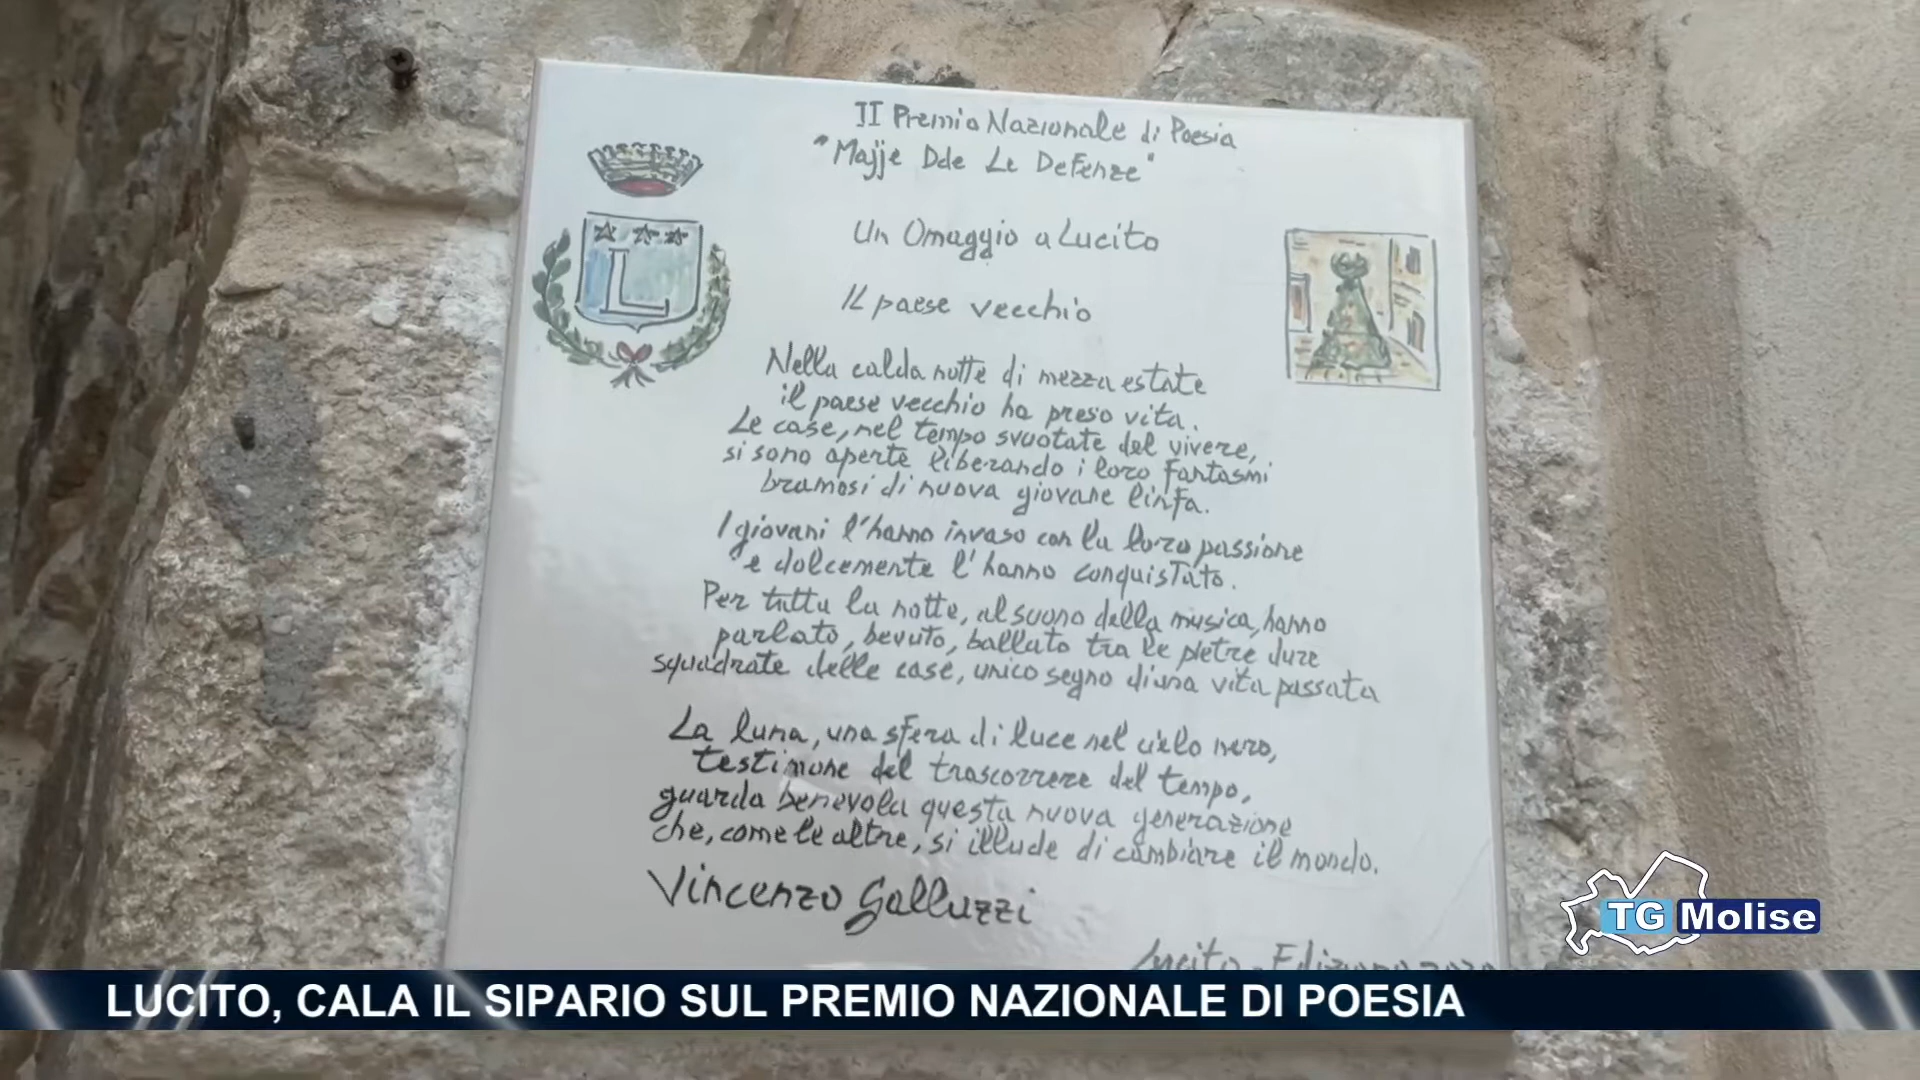 II Premio Nazionale di Poesia
"Majje Dde Le Defenze"
Un Omaggio a Lucito
Il paese vecchio
L
Nella calda notte di mezza estate
il paese vecchio ha preso vita.
Le case, nel tempo svuotate del vivere,
si sono aperte liberando i loro fantasmi
bramosi di nuova giovane linfa.
I giovani l'hanno invaso con la loro passione
e dolcemente l'hanno conquistato.
Per tutta la notte, al suono della musica, hanno
parlato, bevuto, ballato tra le pietre dure
squadrate delle case, unico segno di una vita passata
La luna, una sfera di luce nel cielo nero,
testimone del trascorrere del tempo,
guarda benevola questa nuova generazione
che, come le altre, si illude di cambiare il mondo.
Vincenzo Galluzzi
Lucito - Edizione
TG Molise
LUCITO, CALA IL SIPARIO SUL PREMIO NAZIONALE DI POESIA